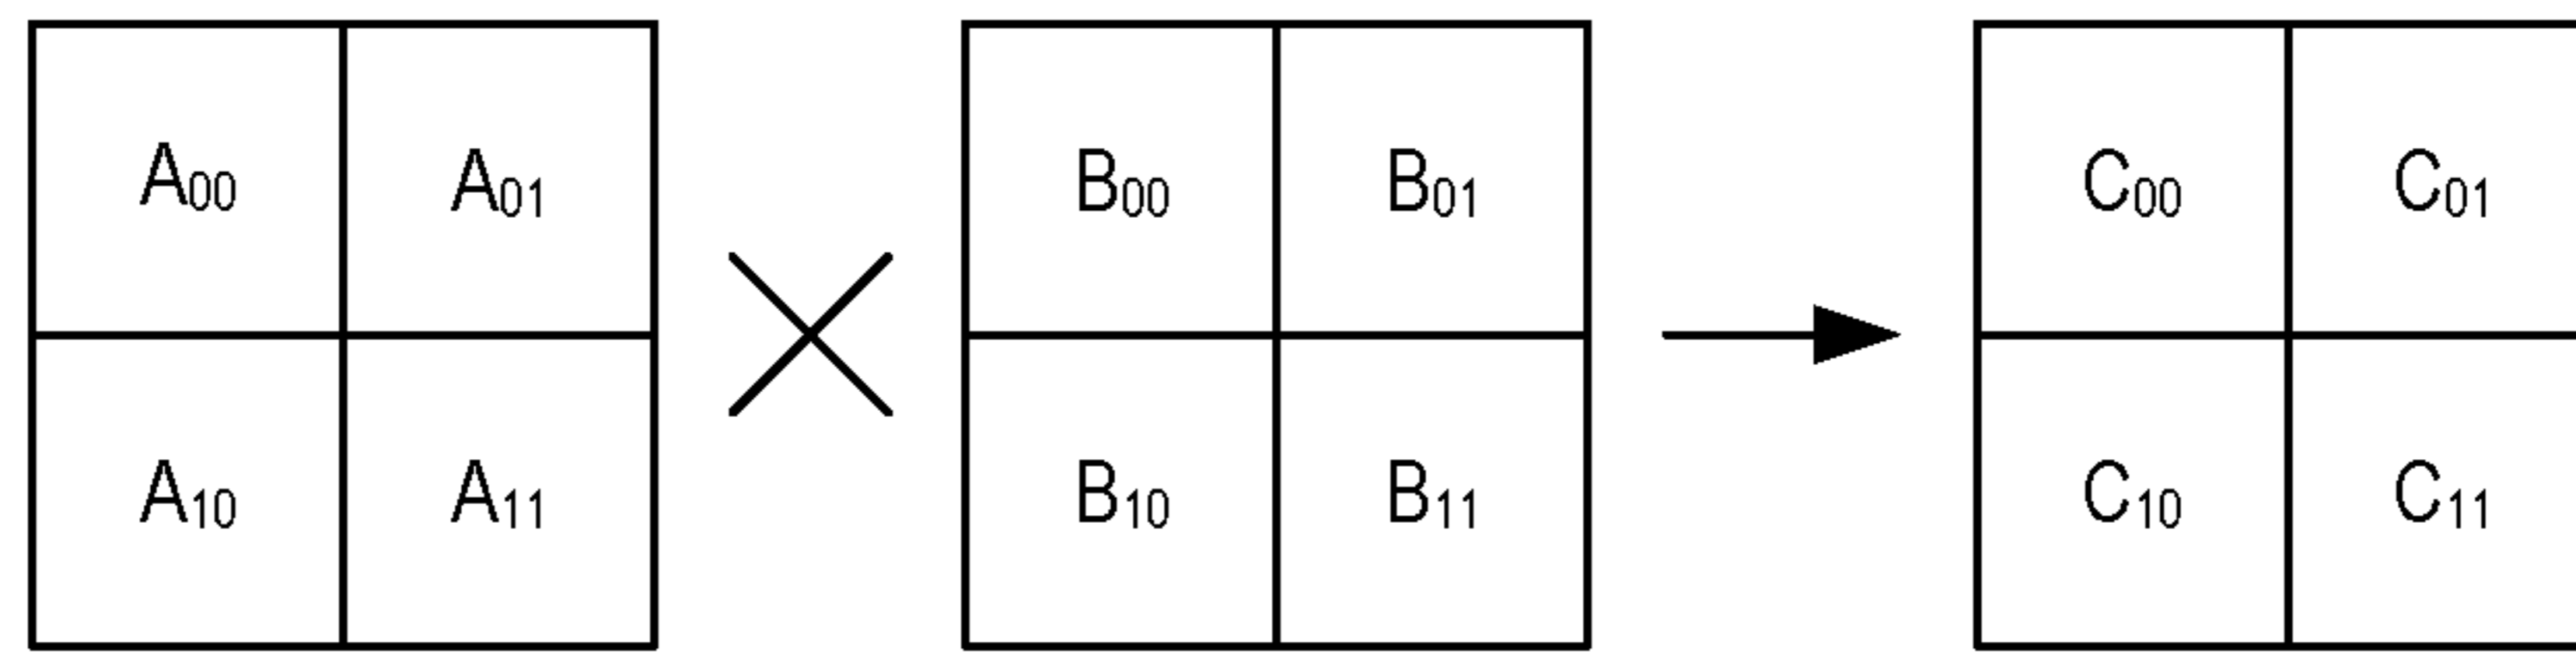 A₀₀ A₀₁ B₀₀ B₀₁ C₀₀ C₀₁
A₁₀ A₁₁ B₁₀ B₁₁ C₁₀ C₁₁